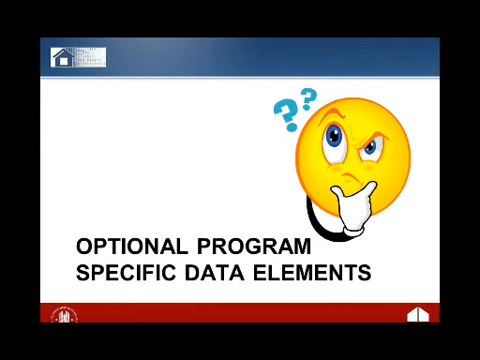 ? ?
OPTIONAL PROGRAM
SPECIFIC DATA ELEMENTS